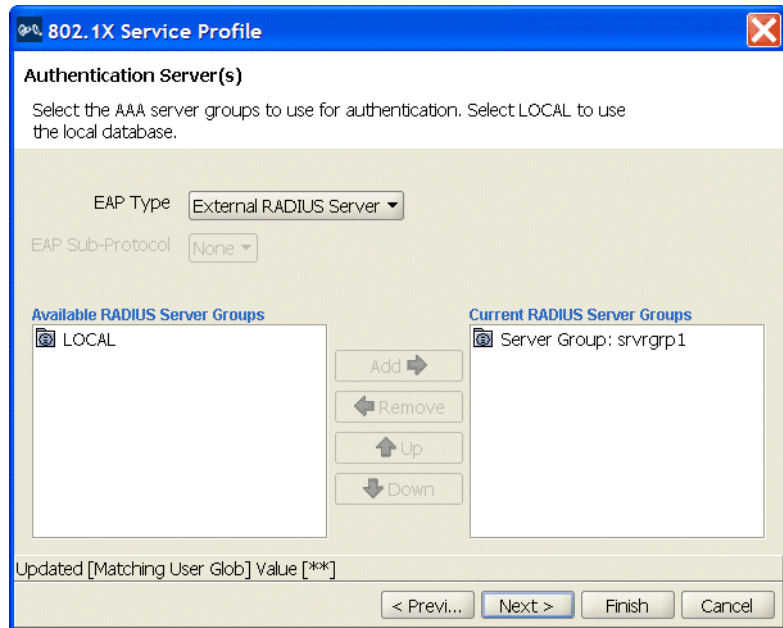 802.1X Service Profile
Authentication Server(s)
Select the AAA server groups to use for authentication. Select LOCAL to use
the local database.
EAP Type
External RADIUS Server
EAP Sub-Protocol
None
Available RADIUS Server Groups
LOCAL
Add
Remove
Up
Down
Current RADIUS Server Groups
Server Group: srvrgrp1
Updated [Matching User Glob] Value [**]
< Previ...
Next >
Finish
Cancel